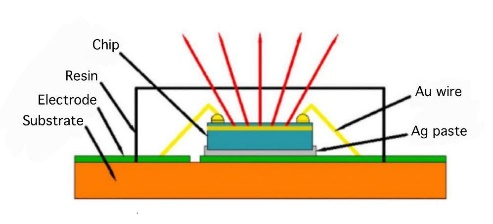 Chip
Resin
Electrode
Substrate
Au wire
Ag paste